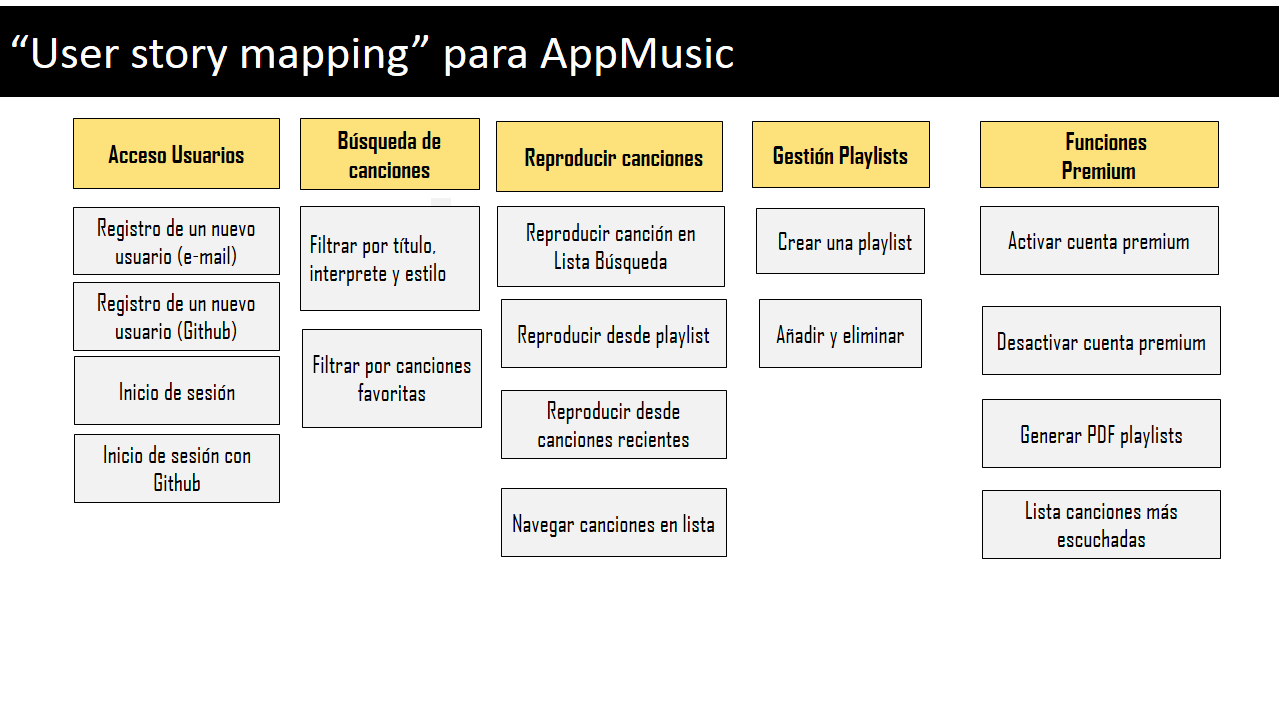 “User story mapping” para AppMusic
Acceso Usuarios
Registro de un nuevo
usuario (e-mail)
Registro de un nuevo
usuario (Github)
Inicio de sesión
Inicio de sesión con
Github
Búsqueda de
canciones
Filtrar por título,
interprete y estilo
Filtrar por canciones
favoritas
Reproducir canciones
Reproducir canción en
Lista Búsqueda
Reproducir desde playlist
Reproducir desde
canciones recientes
Navegar canciones en lista
Gestión Playlists
Crear una playlist
Añadir y eliminar
Funciones
Premium
Activar cuenta premium
Desactivar cuenta premium
Generar PDF playlists
Lista canciones más
escuchadas